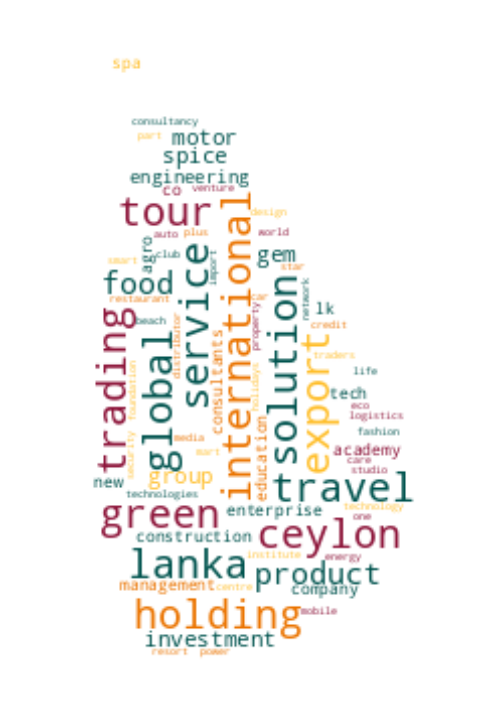 spa
consultancy
part
motor
spice
engineering
co
venture
tour
international
design
auto
plus
world
agro
club
service
import
gem
smart
star
food
solution
network
restaurant
car
lk
trading
beach
distributor
property
credit
global
consultants
export
traders
foundation
holidays
life
tech
eco
logistics
education
fashion
security
media
mart
academy
care
studio
group
new
travel
technologies
green
enterprise
technology
one
ceylon
construction
lanka
institute
energy
product
management
centre
company
holding
mobile
investment
resort
power